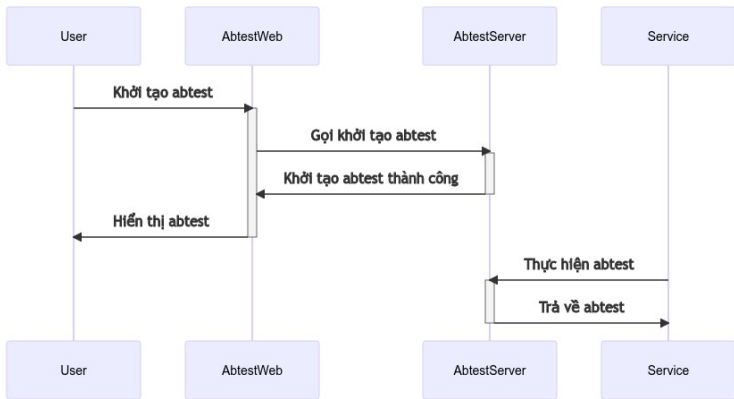 User
AbtestWeb
AbtestServer
Service
Khởi tạo abtest
Gọi khởi tạo abtest
Khởi tạo abtest thành công
Hiển thị abtest
Thực hiện abtest
Trả về abtest
User
AbtestWeb
AbtestServer
Service